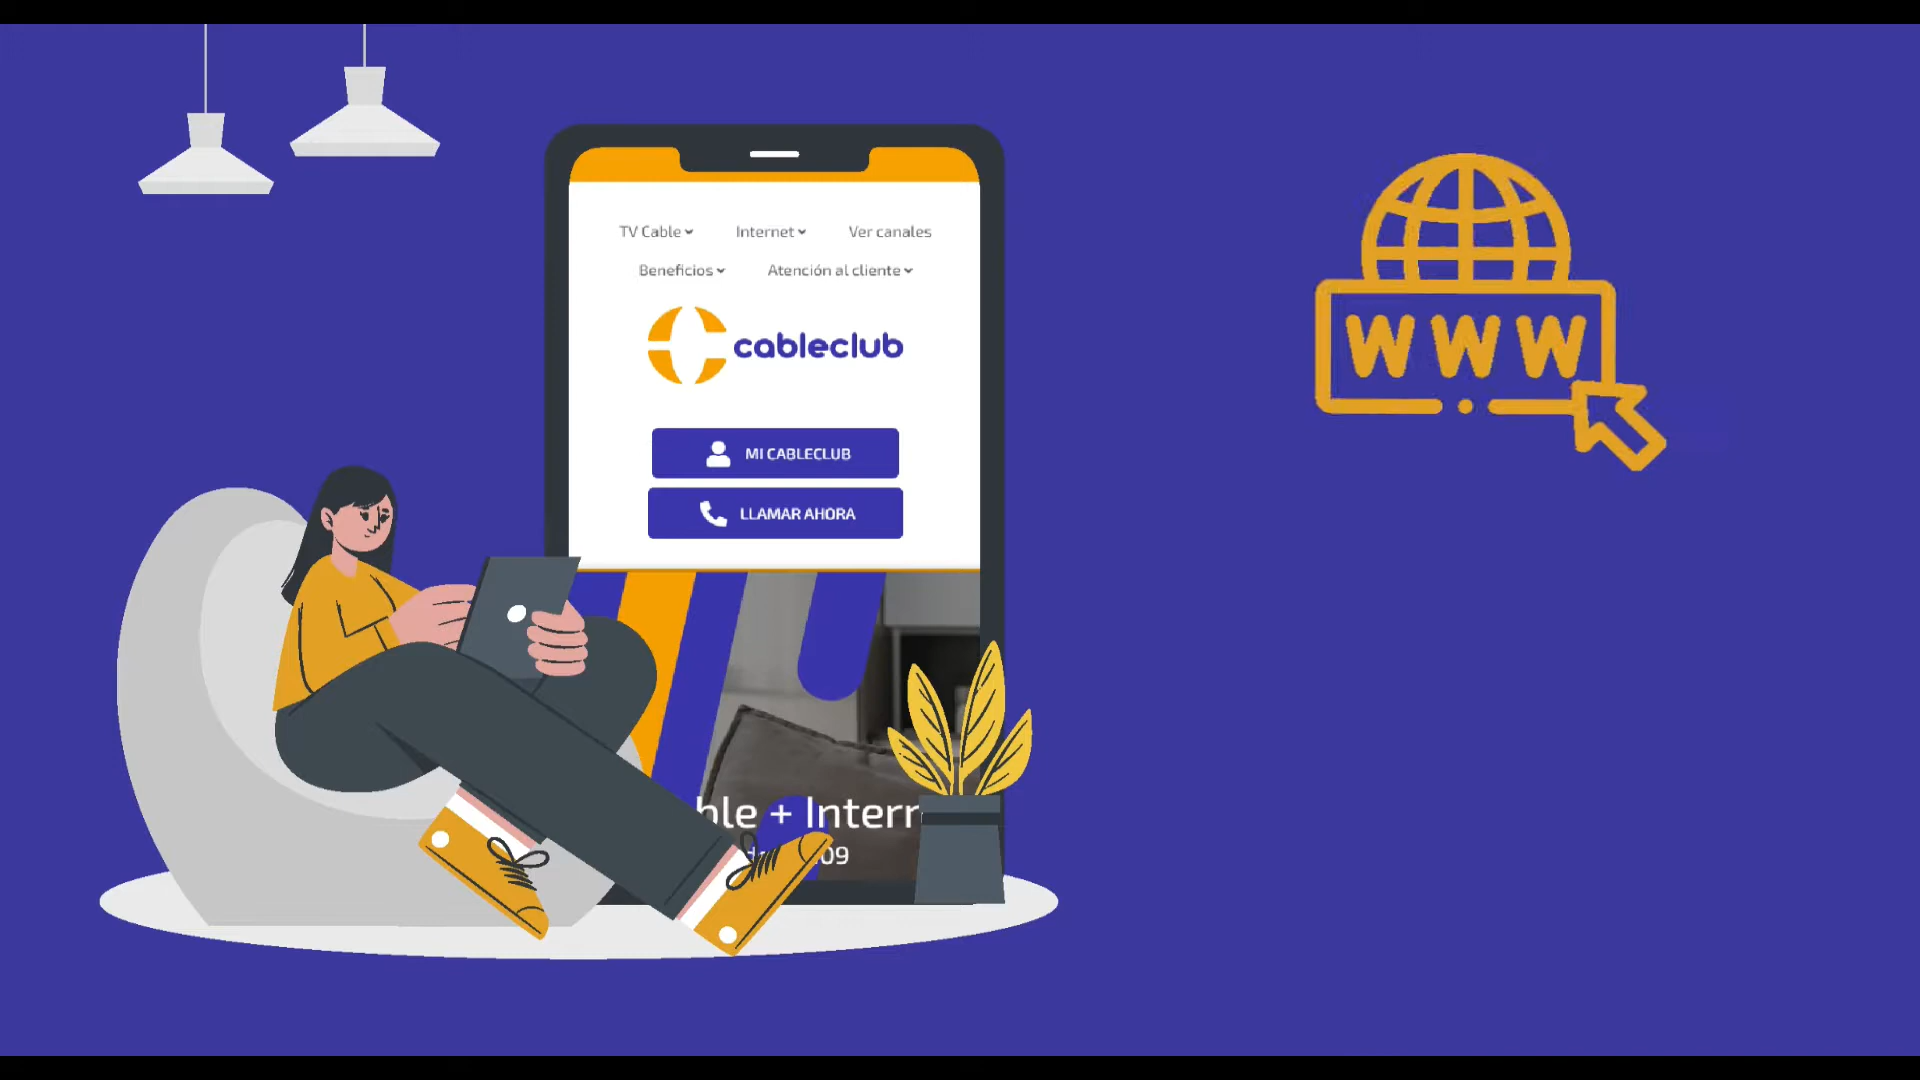 TV Cable Internet Ver canales
Beneficios Atención al cliente
cableclub
MI CABLECLUB
LLAMAR AHORA
WWW